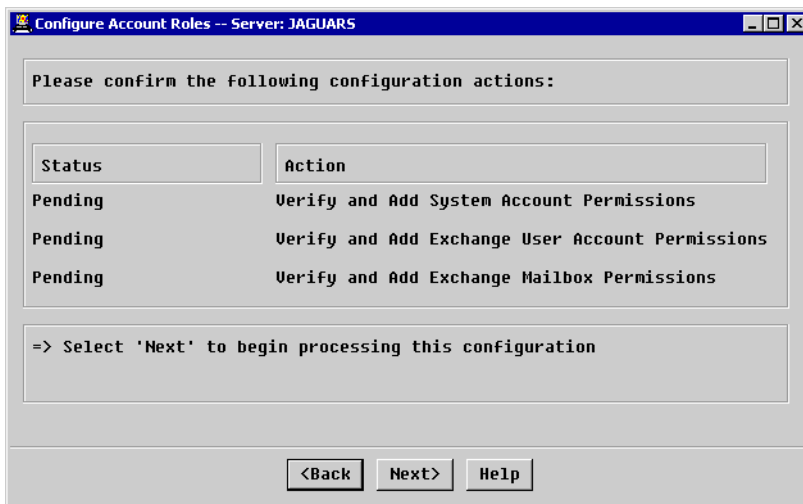 Configure Account Roles -- Server: JAGUARS
Please confirm the following configuration actions:
Status Action
Pending Verify and Add System Account Permissions
Pending Verify and Add Exchange User Account Permissions
Pending Verify and Add Exchange Mailbox Permissions
=> Select 'Next' to begin processing this configuration
<Back Next> Help